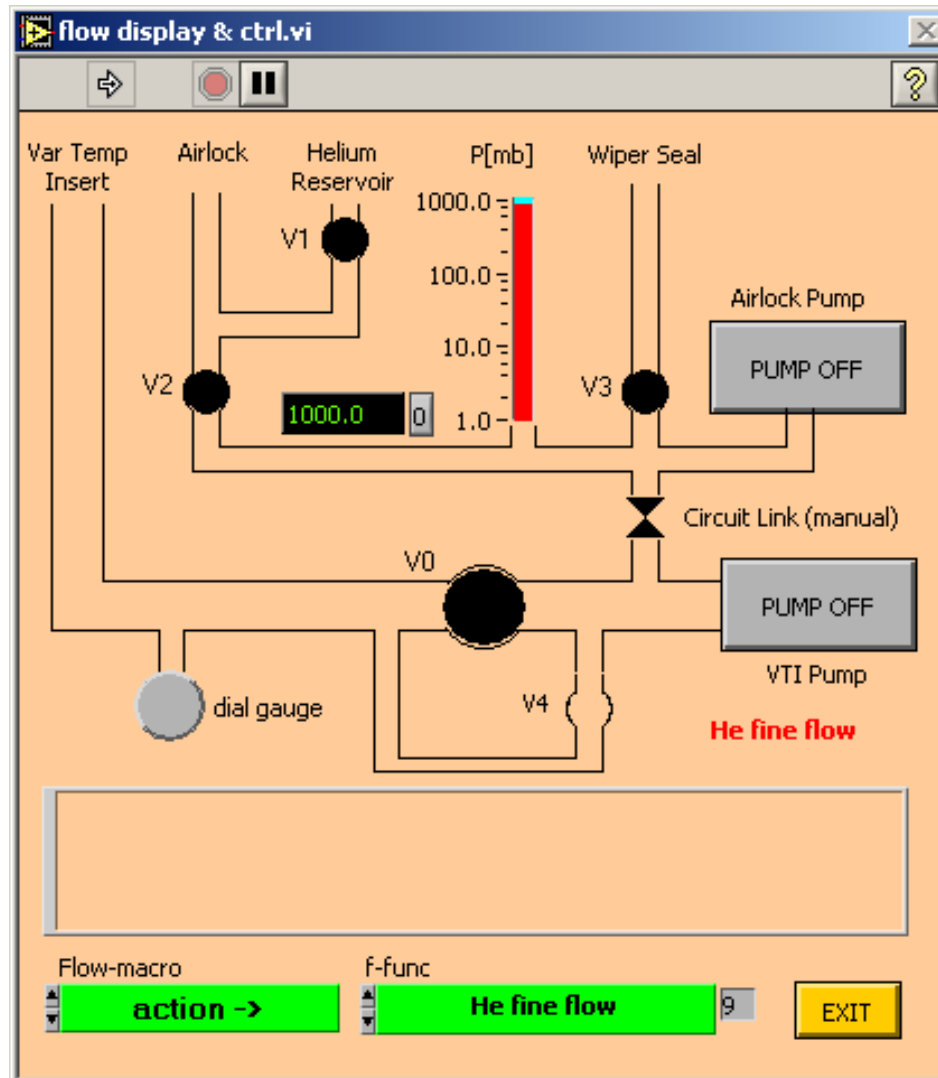 flow display & ctrl.vi
?
Var Temp
Insert
Airlock
Helium
Reservoir
P[mb]
Wiper Seal
1000.0
V1
100.0
Airlock Pump
10.0
PUMP OFF
V2
V3
1000.0
0
1.0
Circuit Link (manual)
V0
PUMP OFF
VTI Pump
V4
dial gauge
He fine flow
Flow-macro
f-func
action ->
He fine flow
9
EXIT